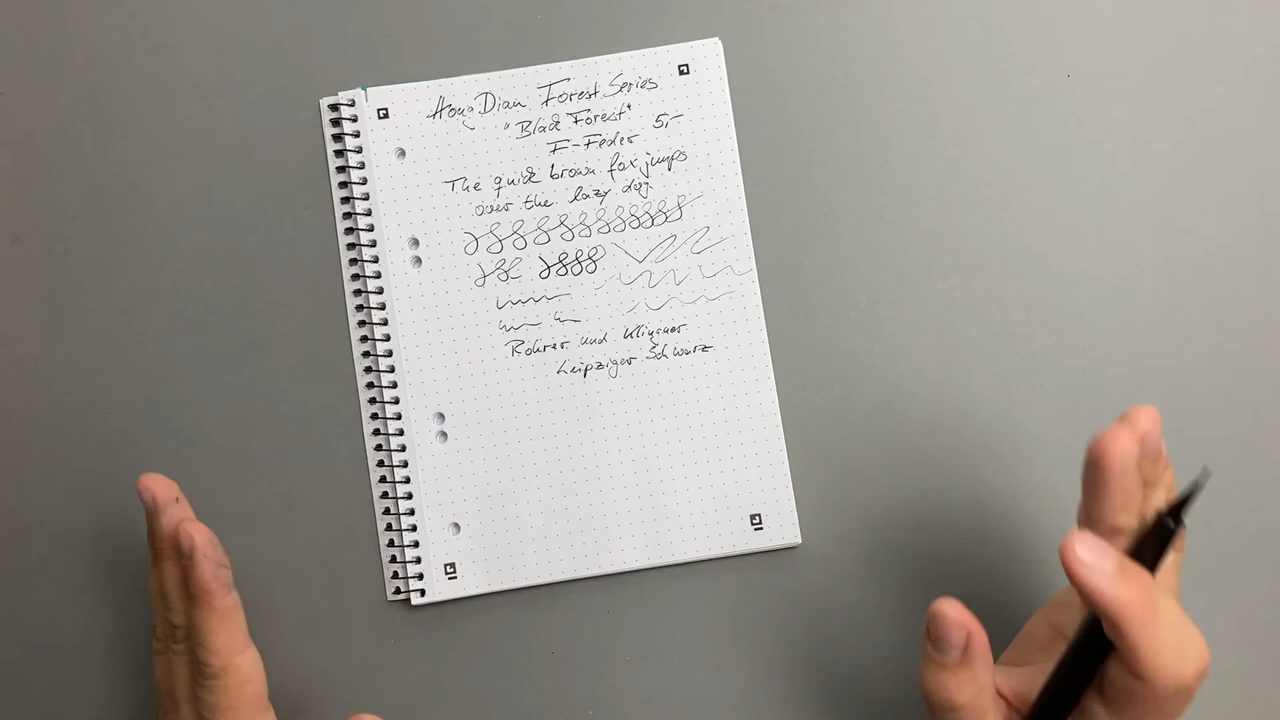 HongDian Forest Series
"Black Forest"
F-Feder 5,-
The quick brown fox jumps
over the lazy dog.
Rohrer und Klingner
Leipziger Schwarz